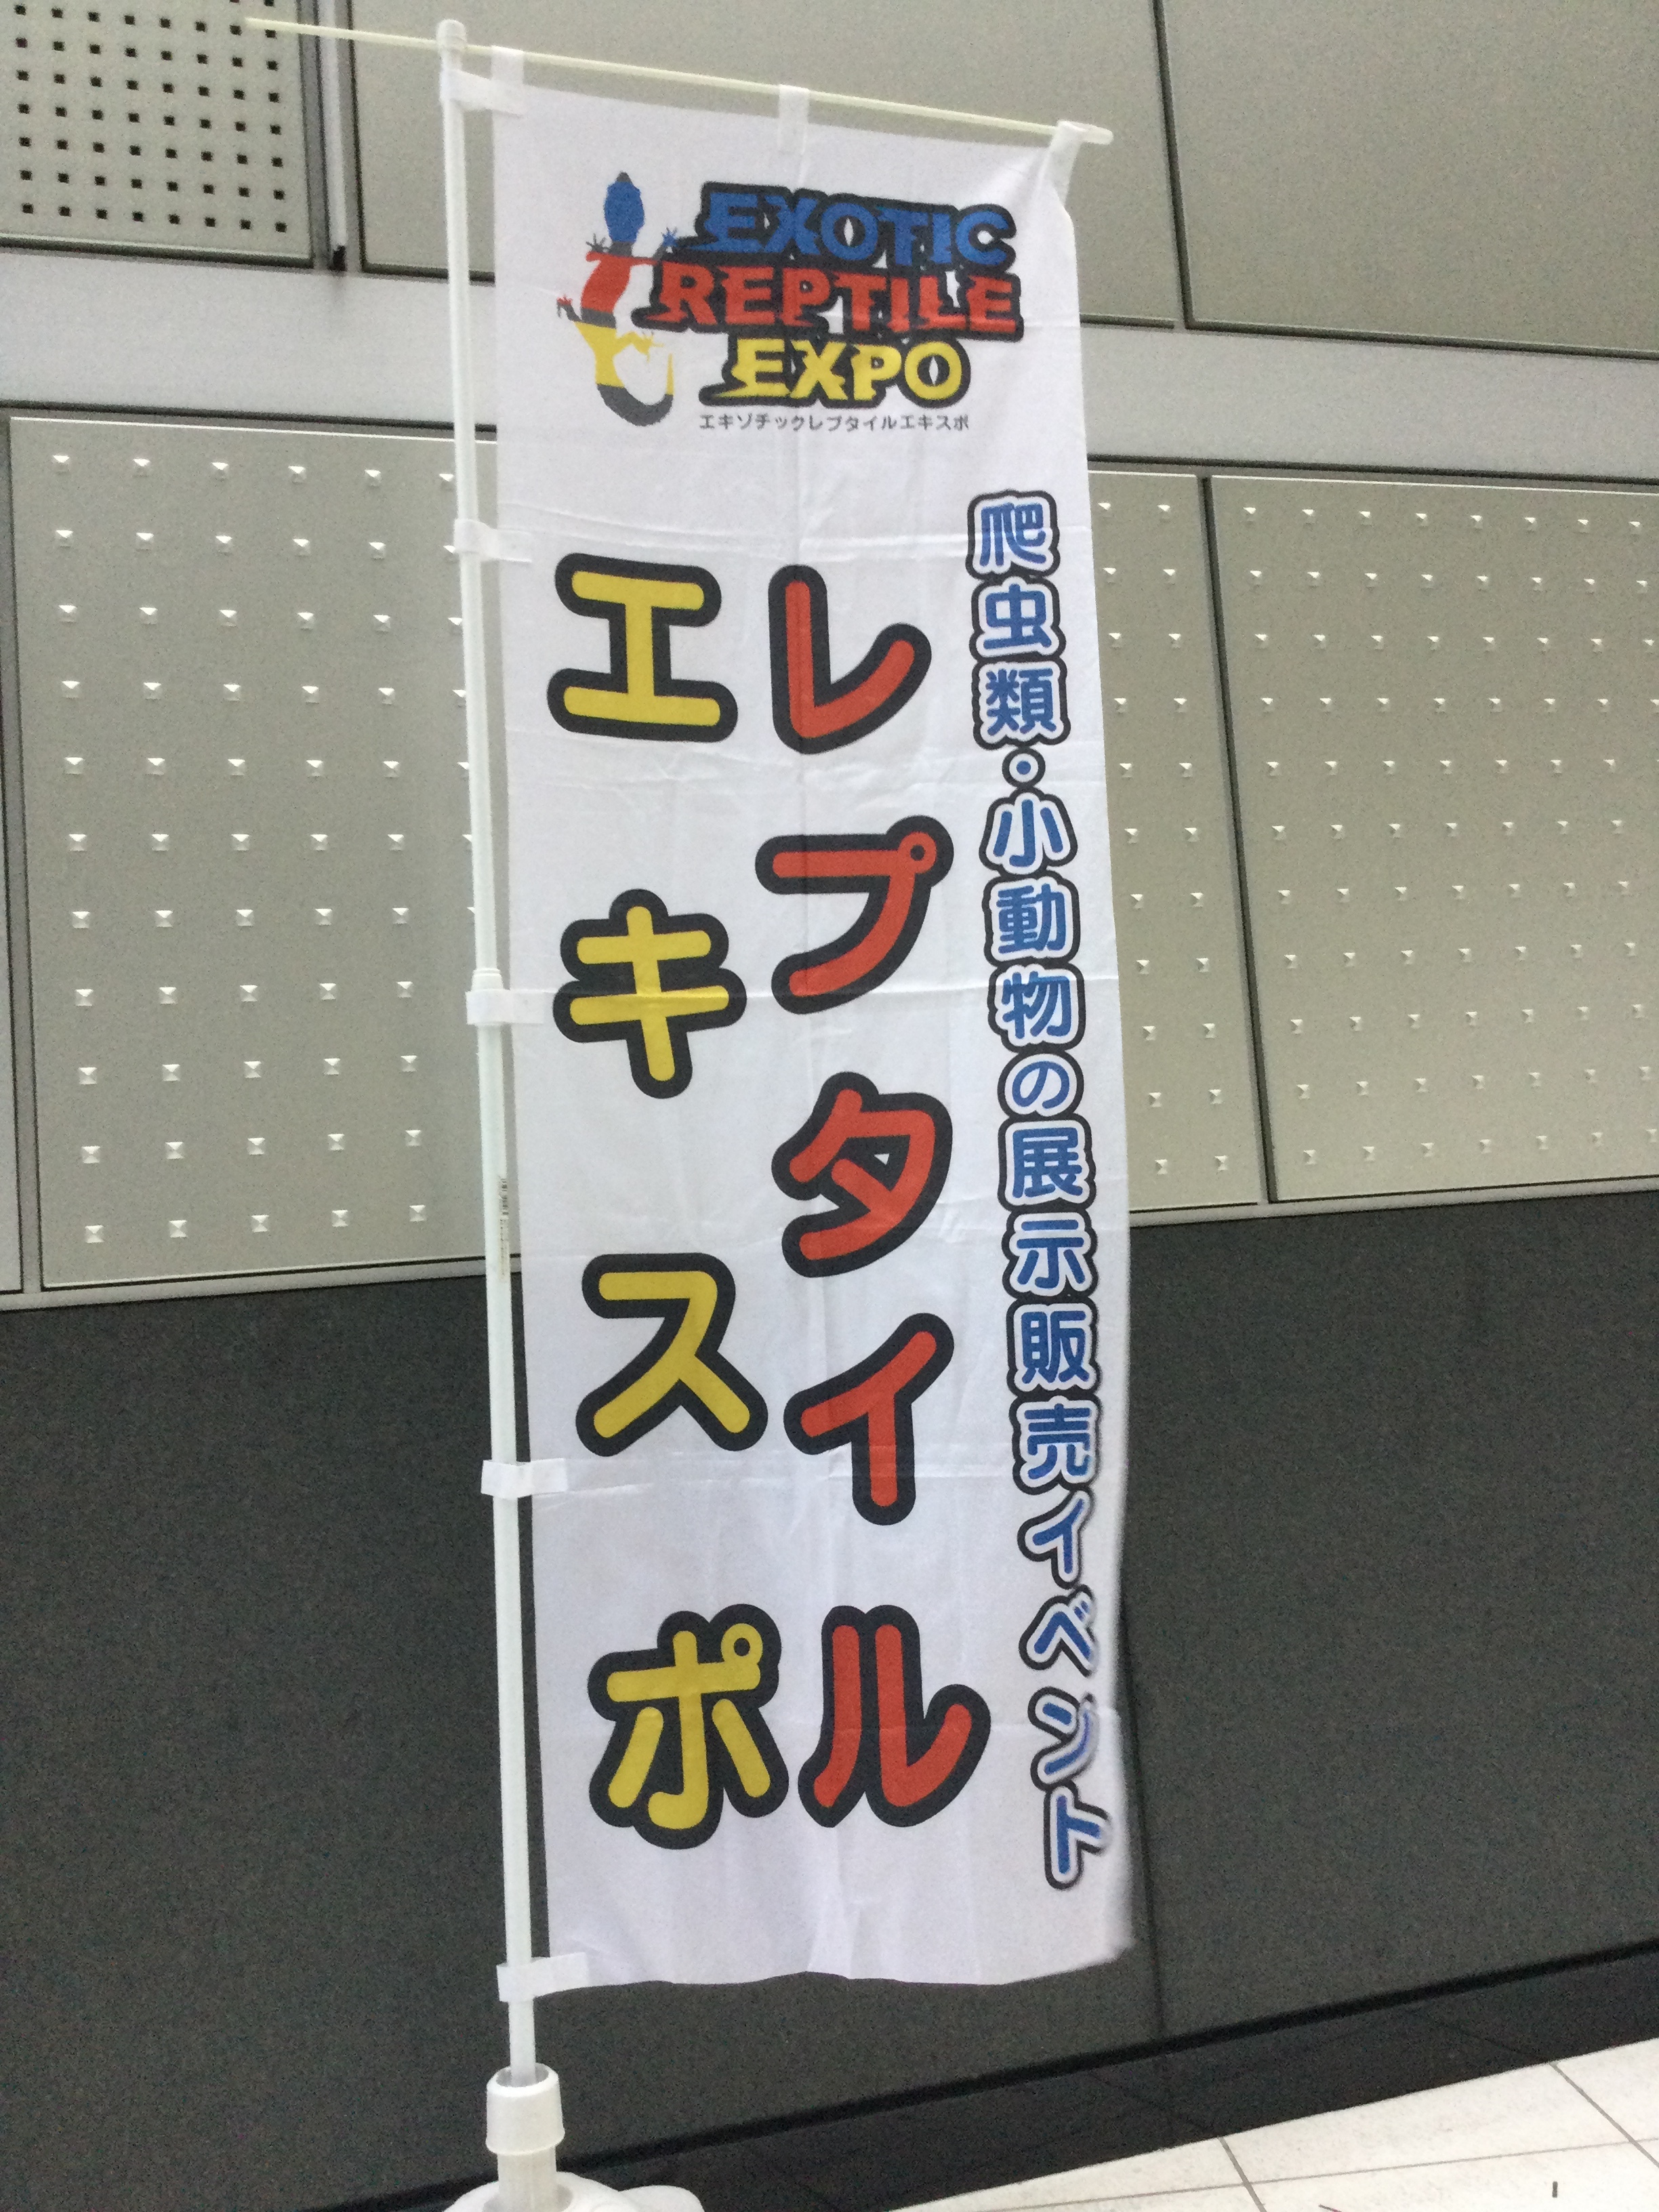 EXOTIC
REPTILE
EXPO
エキゾチックレプタイルエキスポ
爬虫類・小動物の展示販売イベント
レプタイル
エキスポ